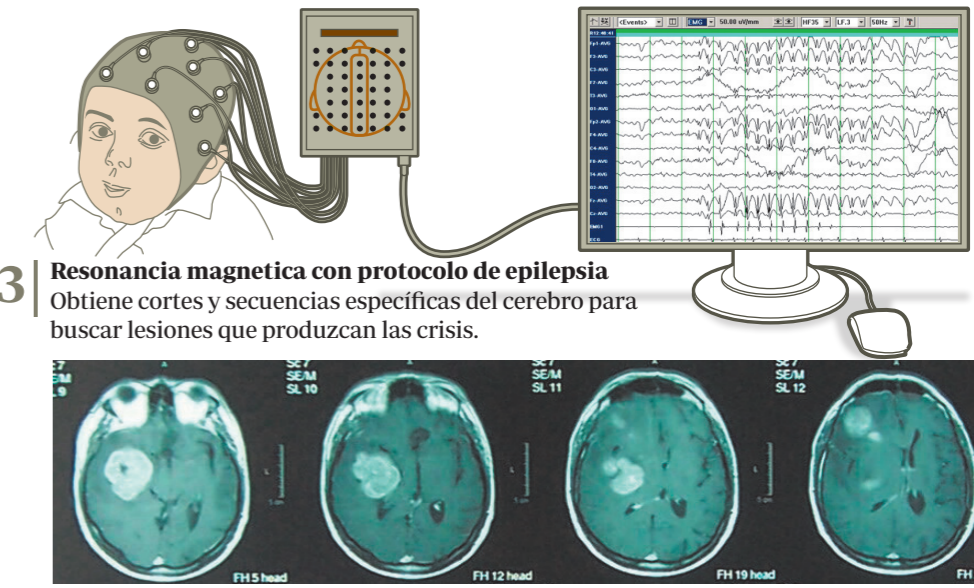 <Events>
EMG
50.00 uV/mm
HF35
LF.3
50Hz
Fp1-AVG
F3-AVG
C3-AVG
F7-AVG
T3-AVG
O1-AVG
Fp2-AVG
F4-AVG
C4-AVG
F8-AVG
T4-AVG
O2-AVG
Fz-AVG
Cz-AVG
EMG1
ECG
3
Resonancia magnetica con protocolo de epilepsia
Obtiene cortes y secuencias específicas del cerebro para
buscar lesiones que produzcan las crisis.
SE/M
SL 10
SE/M
SL 11
SE/M
SL 12
FH 5 head
FH 12 head
FH 19 head
FH